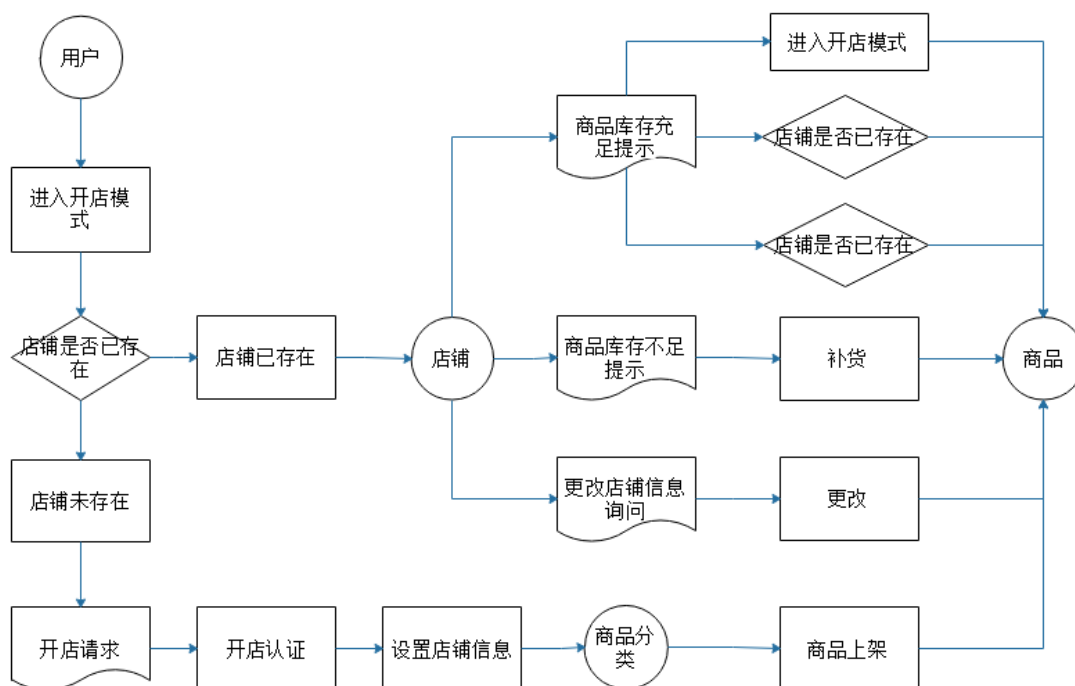 用户
进入开店模
式
店铺是否已存
在
店铺已存在
店铺未存在
开店请求
开店认证
设置店铺信息
商品分
类
商品上架
店铺
商品库存充
足提示
进入开店模式
店铺是否已存在
店铺是否已存在
商品库存不足
提示
补货
更改店铺信息
询问
更改
商品